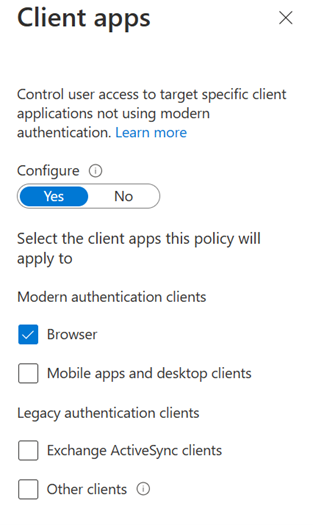 Client apps
Control user access to target specific client
applications not using modern
authentication. Learn more
Configure
Yes No
Select the client apps this policy will
apply to
Modern authentication clients
Browser
Mobile apps and desktop clients
Legacy authentication clients
Exchange ActiveSync clients
Other clients